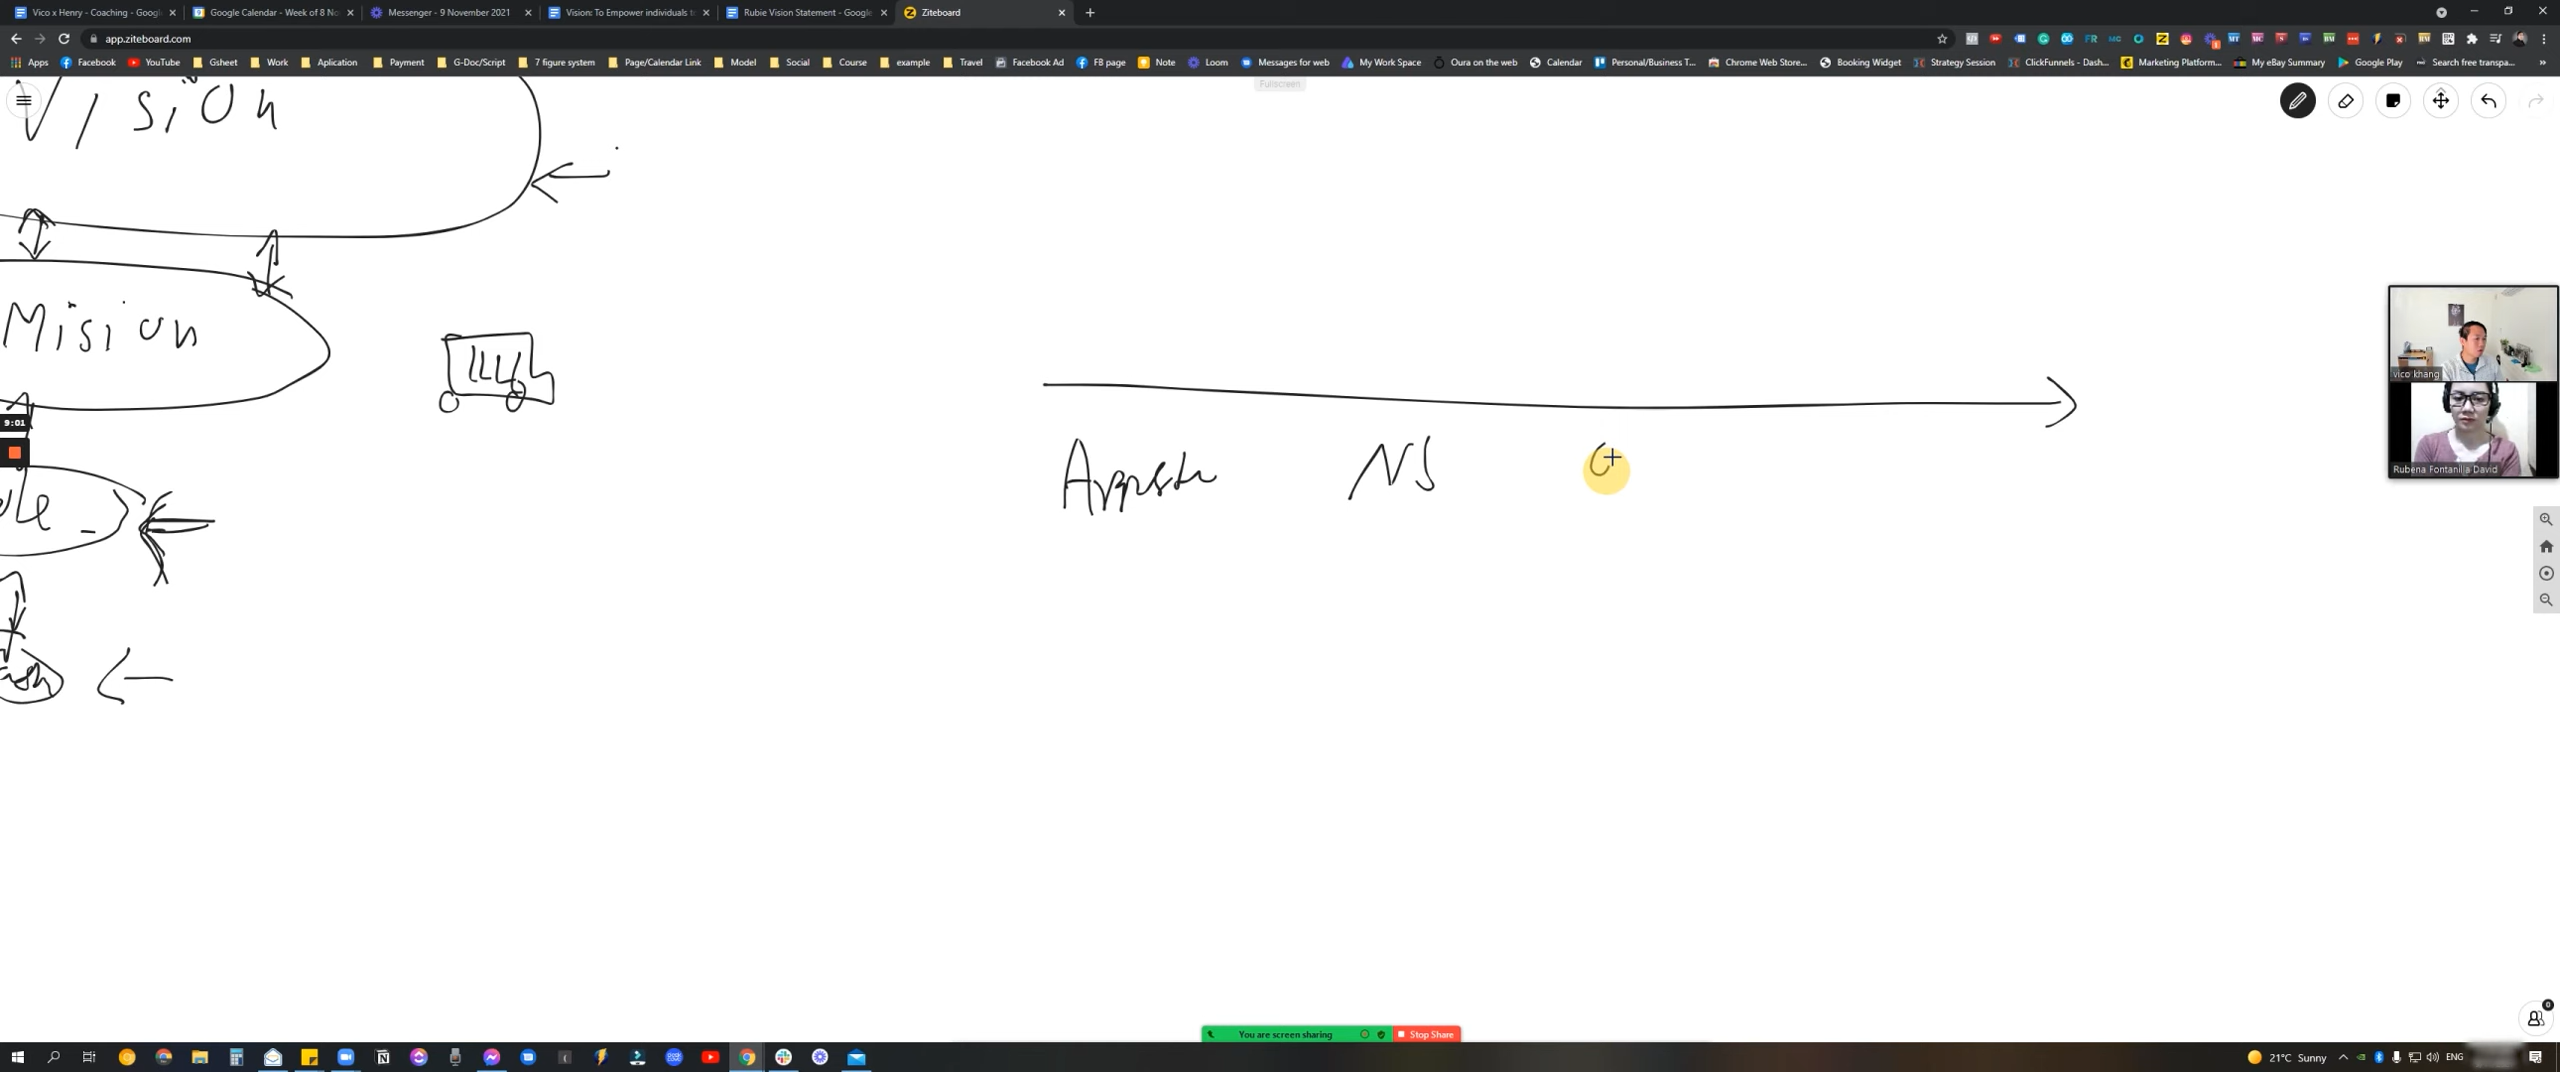 Vico x Henry - Coaching - Googl
Google Calendar - Week of 8 No
Messenger - 9 November 2021
Vision: To Empower individuals t
Rubie Vision Statement - Google
Ziteboard
app.ziteboard.com
Apps Facebook YouTube Gsheet Work Aplication Payment G-Doc/Script 7 figure system Page/Calendar Link Model Social Course example Travel Facebook Ad FB page Note Loom Messages for web My Work Space Oura on the web Calendar Personal/Business T... Chrome Web Store... Booking Widget Strategy Session ClickFunnels - Dash... Marketing Platform... My eBay Summary Google Play Search free transpa... »
Fullscreen
Vision
Mision
9:01
NS
vico khang
Rubena Fontanilla David
0
You are screen sharing Stop Share
21°C Sunny ENG